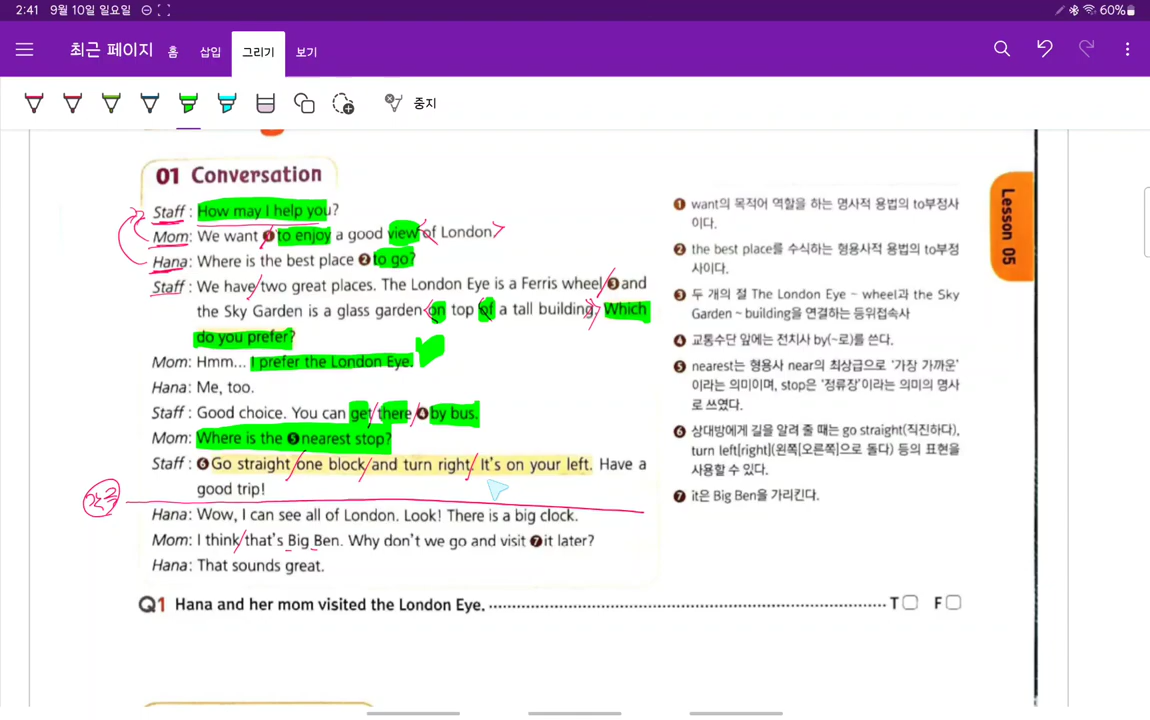 2:41 9월 10일 일요일 60%
최근 페이지 홈 삽입 그리기 보기
중지
01 Conversation
Staff : How may I help you?
Mom: We want ❶to enjoy a good view of London
Hana: Where is the best place ❷to go?
Staff : We have two great places. The London Eye is a Ferris wheel ❸and
the Sky Garden is a glass garden on top of a tall building. Which
do you prefer?
Mom: Hmm... I prefer the London Eye.
Hana: Me, too.
Staff : Good choice. You can get there ❹by bus.
Mom: Where is the ❺nearest stop?
Staff : ❻Go straight one block and turn right. It's on your left. Have a
good trip!
Hana: Wow, I can see all of London. Look! There is a big clock.
Mom: I think that's Big Ben. Why don't we go and visit ❼it later?
Hana: That sounds great.
Q1 Hana and her mom visited the London Eye. T F
❶ want의 목적어 역할을 하는 명사적 용법의 to부정사
이다.
❷ the best place를 수식하는 형용사적 용법의 to부정
사이다.
❸ 두 개의 절 The London Eye ~ wheel과 the Sky
Garden ~ building을 연결하는 등위접속사
❹ 교통수단 앞에는 전치사 by(~로)를 쓴다.
❺ nearest는 형용사 near의 최상급으로 '가장 가까운'
이라는 의미이며, stop은 '정류장'이라는 의미의 명사
로 쓰였다.
❻ 상대방에게 길을 알려 줄 때는 go straight(직진하다),
turn left[right](왼쪽[오른쪽]으로 돌다) 등의 표현을
사용할 수 있다.
❼ it은 Big Ben을 가리킨다.
Lesson 05